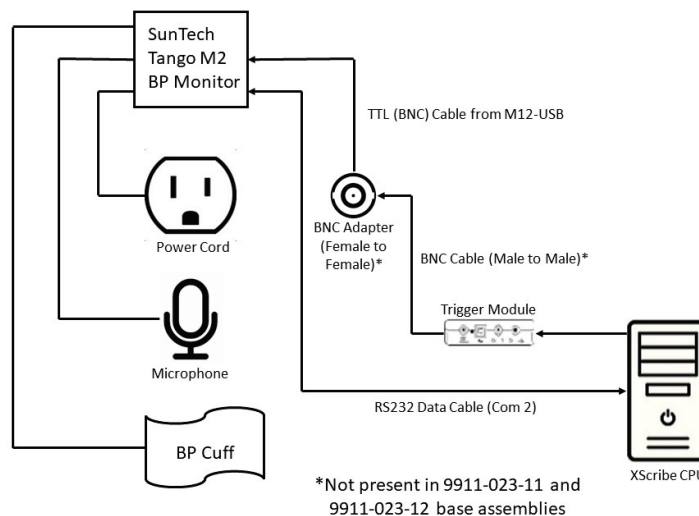 SunTech
Tango M2
BP Monitor
TTL (BNC) Cable from M12-USB
BNC Adapter
(Female to
Female)*
BNC Cable (Male to Male)*
Power Cord
Trigger Module
Microphone
RS232 Data Cable (Com 2)
BP Cuff
XScribe CPU
*Not present in 9911-023-11 and
9911-023-12 base assemblies